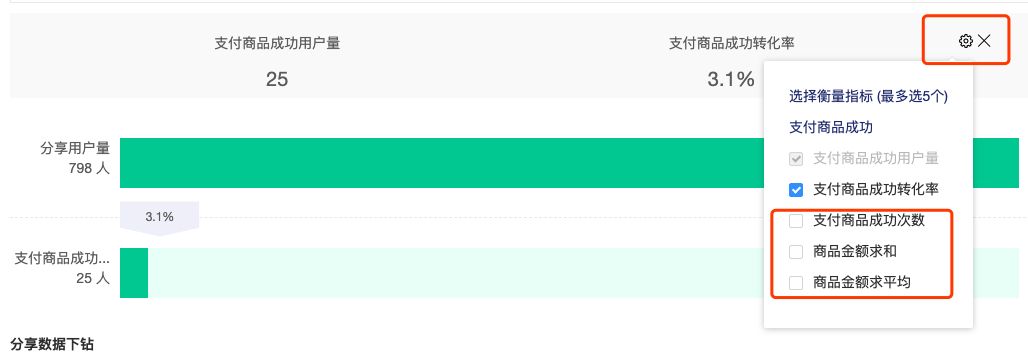 支付商品成功用户量
支付商品成功转化率
25
3.1%
选择衡量指标 (最多选5个)
支付商品成功
支付商品成功用户量
支付商品成功转化率
支付商品成功次数
商品金额求和
商品金额求平均
分享用户量
798 人
3.1%
支付商品成功...
25 人
分享数据下钻